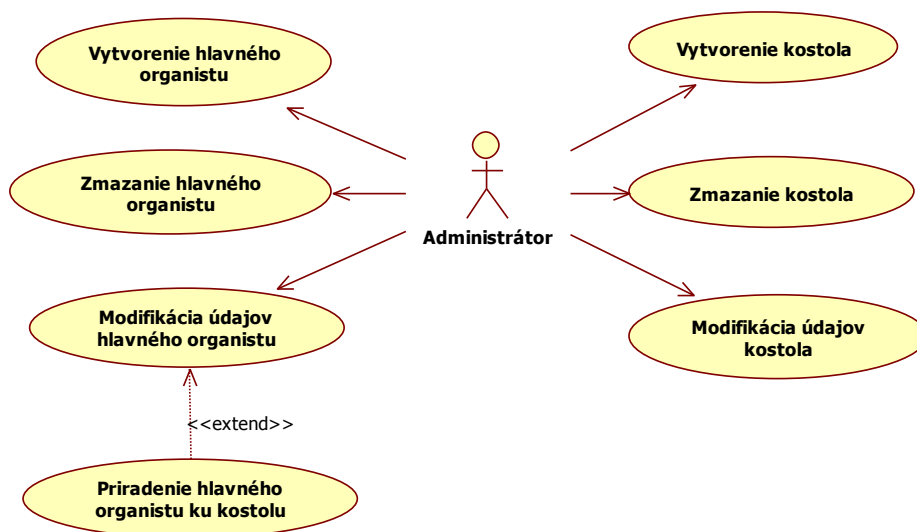 Vytvorenie hlavného
organistu
Vytvorenie kostola
Zmazanie hlavného
organistu
Zmazanie kostola
Administrátor
Modifikácia údajov
hlavného organistu
Modifikácia údajov
kostola
<<extend>>
Priradenie hlavného
organistu ku kostolu